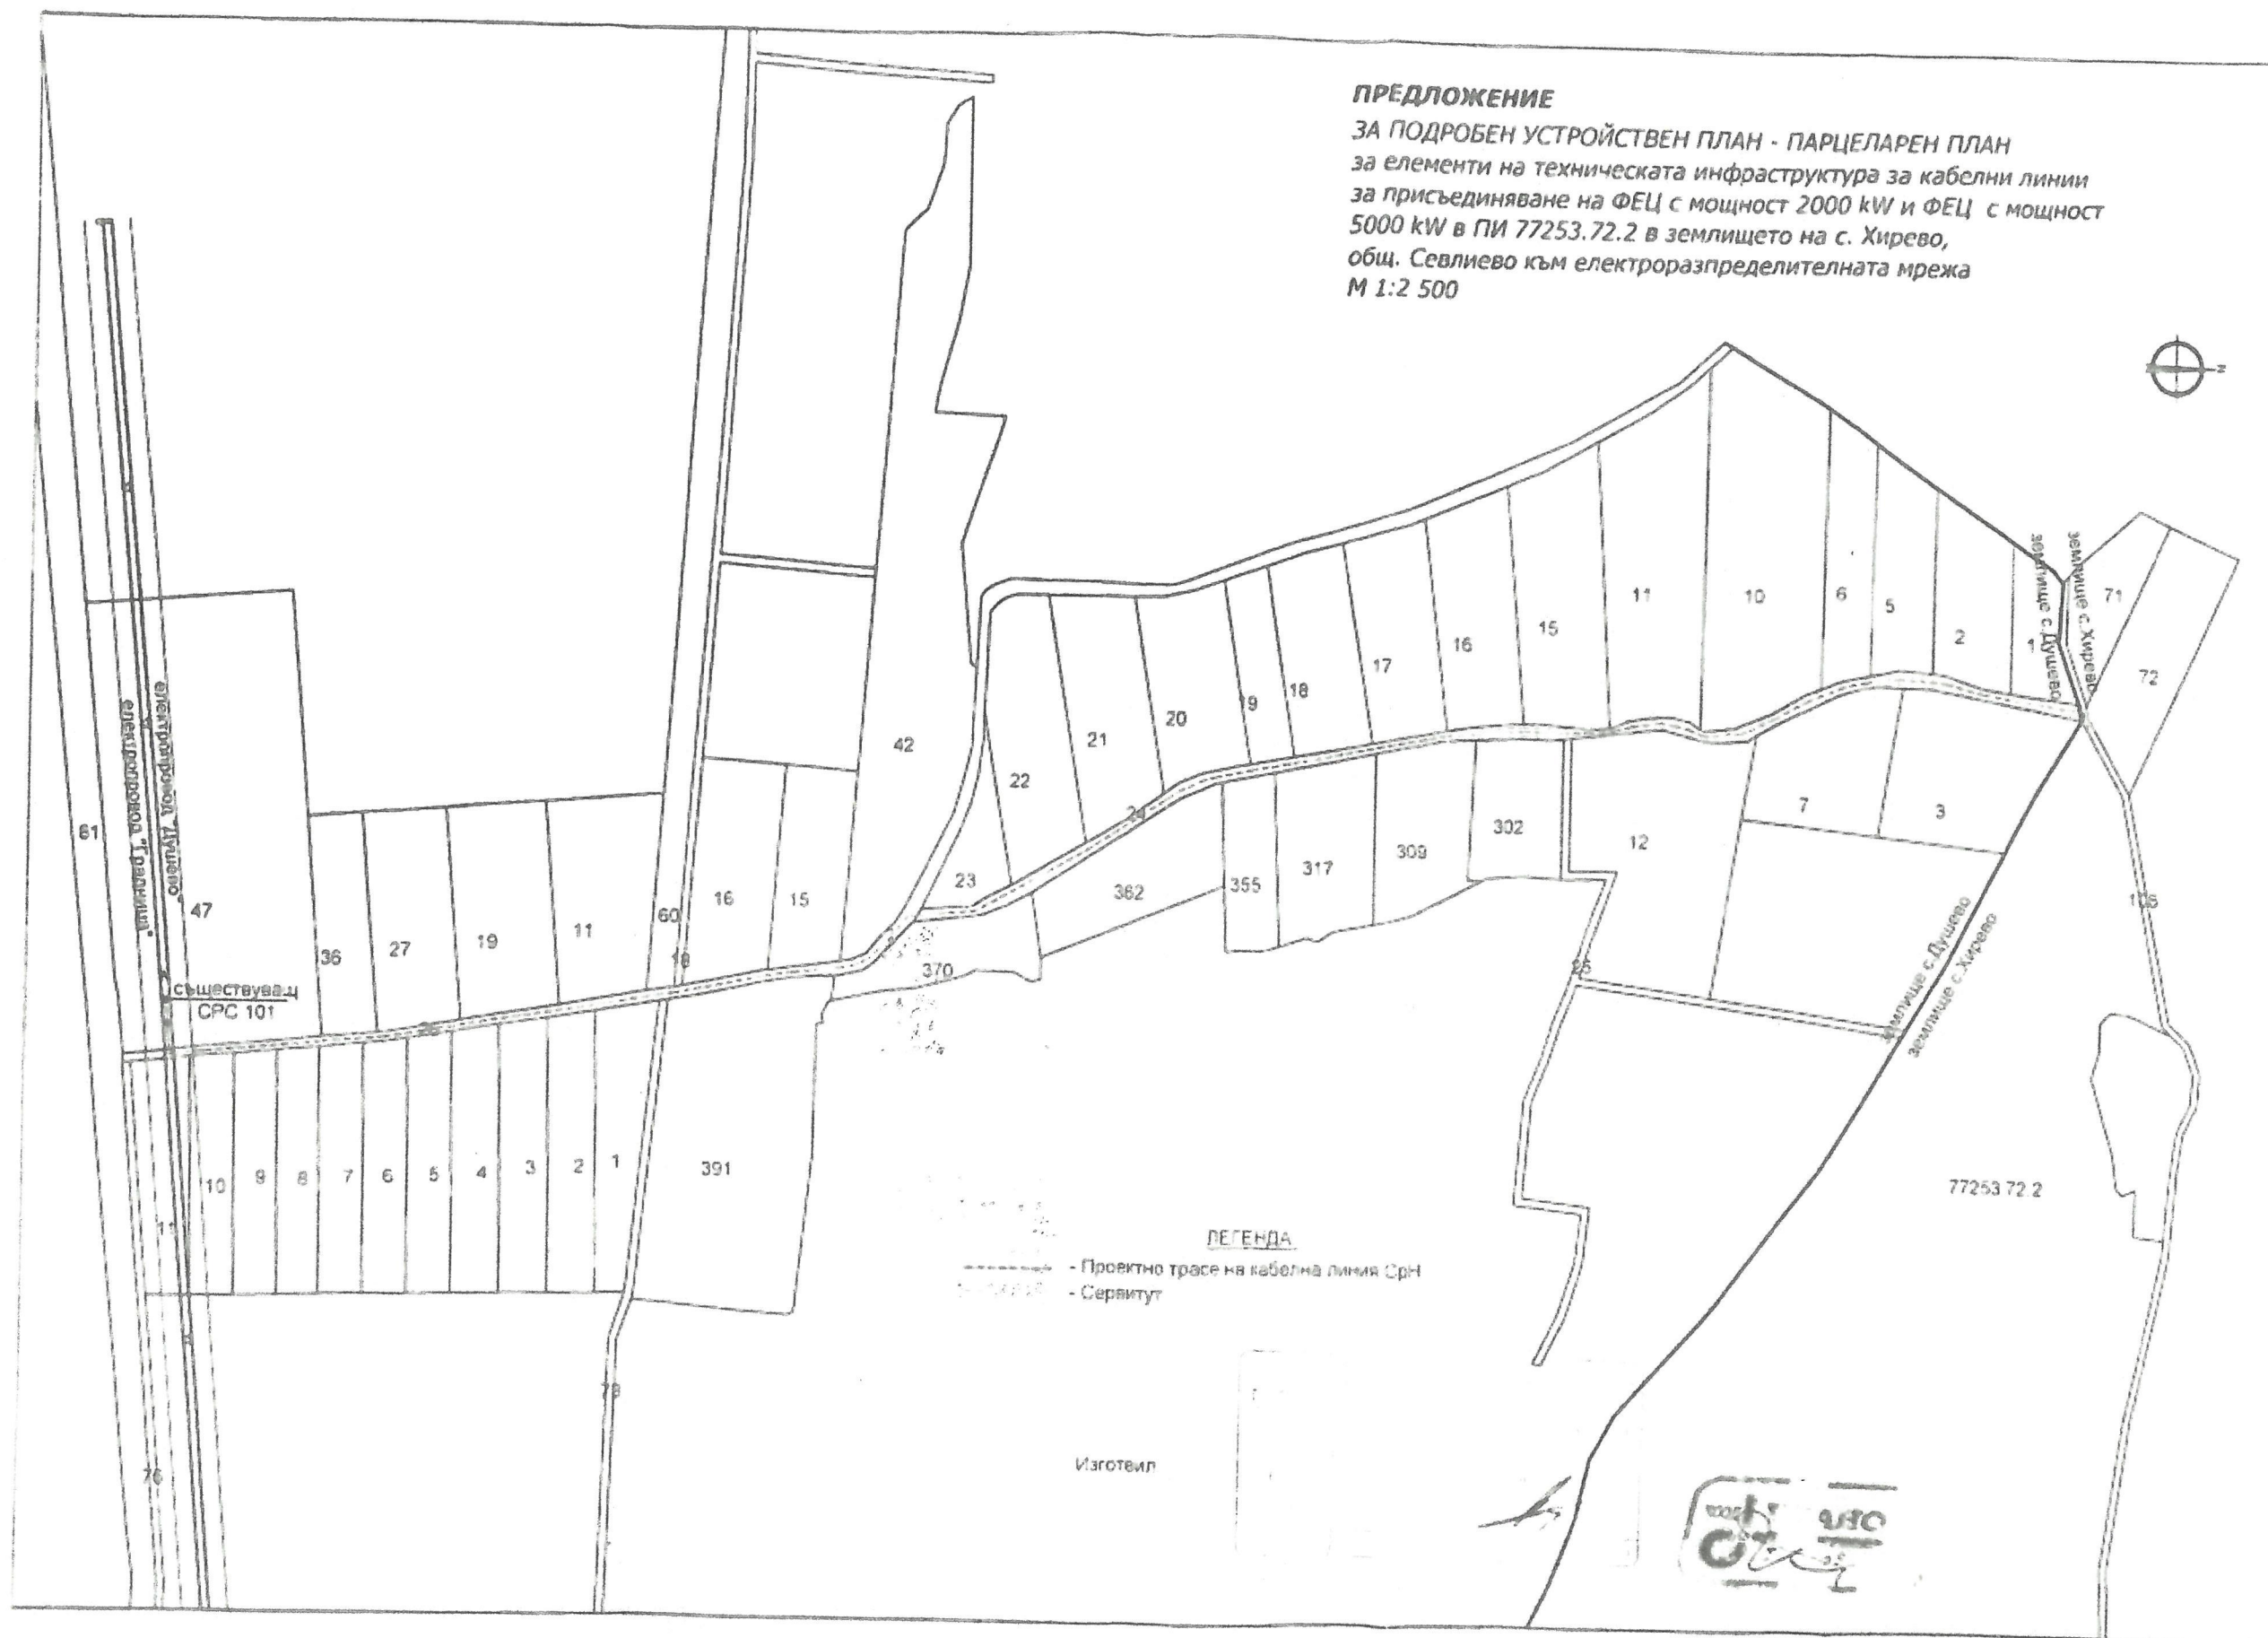 ПРЕДЛОЖЕНИЕ
ЗА ПОДРОБЕН УСТРОЙСТВЕН ПЛАН - ПАРЦЕЛАРЕН ПЛАН
за елементи на техническата инфраструктура за кабелни линии
за присъединяване на ФЕЦ с мощност 2000 kW и ФЕЦ с мощност
5000 kW в ПИ 77253.72.2 в землището на с. Хирево,
общ. Севлиево към електроразпределителната мрежа
М 1:2 500
N
землище с.Душево
землище с.Хирево
71
72
1
2
5
6
10
11
15
16
17
18
19
20
21
22
24
23
42
362
355
317
309
302
12
7
3
106
25
370
землище с.Душево
землище с.Хирево
електропровод "Душево"
електропровод "Градница"
61
47
съществуващ
СРС 101
36
27
19
11
60
18
16
15
26
11
10
9
8
7
6
5
4
3
2
1
391
77253.72.2
ЛЕГЕНДА
- Проектно трасе на кабелна линия СрН
- Сервитут
73
76
Изготвил